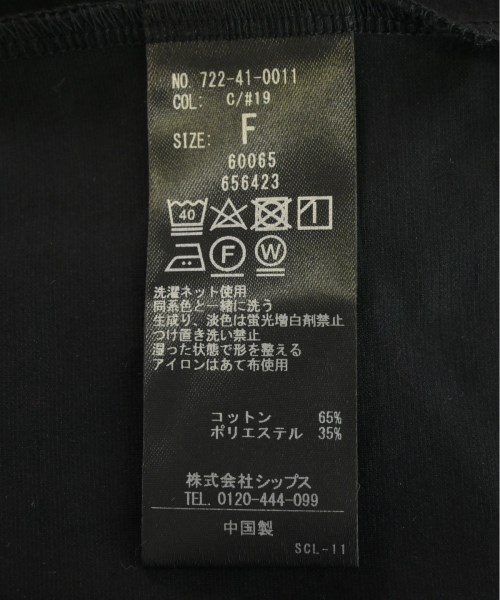 NO. 722-41-0011
COL: C/#19
SIZE: F
60065
656423
40
F W
洗濯ネット使用
同系色と一緒に洗う
生成り、淡色は蛍光増白剤禁止
つけ置き洗い禁止
湿った状態で形を整える
アイロンはあて布使用
コットン 65%
ポリエステル 35%
株式会社シップス
TEL. 0120-444-099
中国製
SCL-11